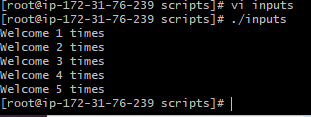 [root@ip-172-31-76-239 scripts]# vi inputs
[root@ip-172-31-76-239 scripts]# ./inputs
Welcome 1 times
Welcome 2 times
Welcome 3 times
Welcome 4 times
Welcome 5 times
[root@ip-172-31-76-239 scripts]#